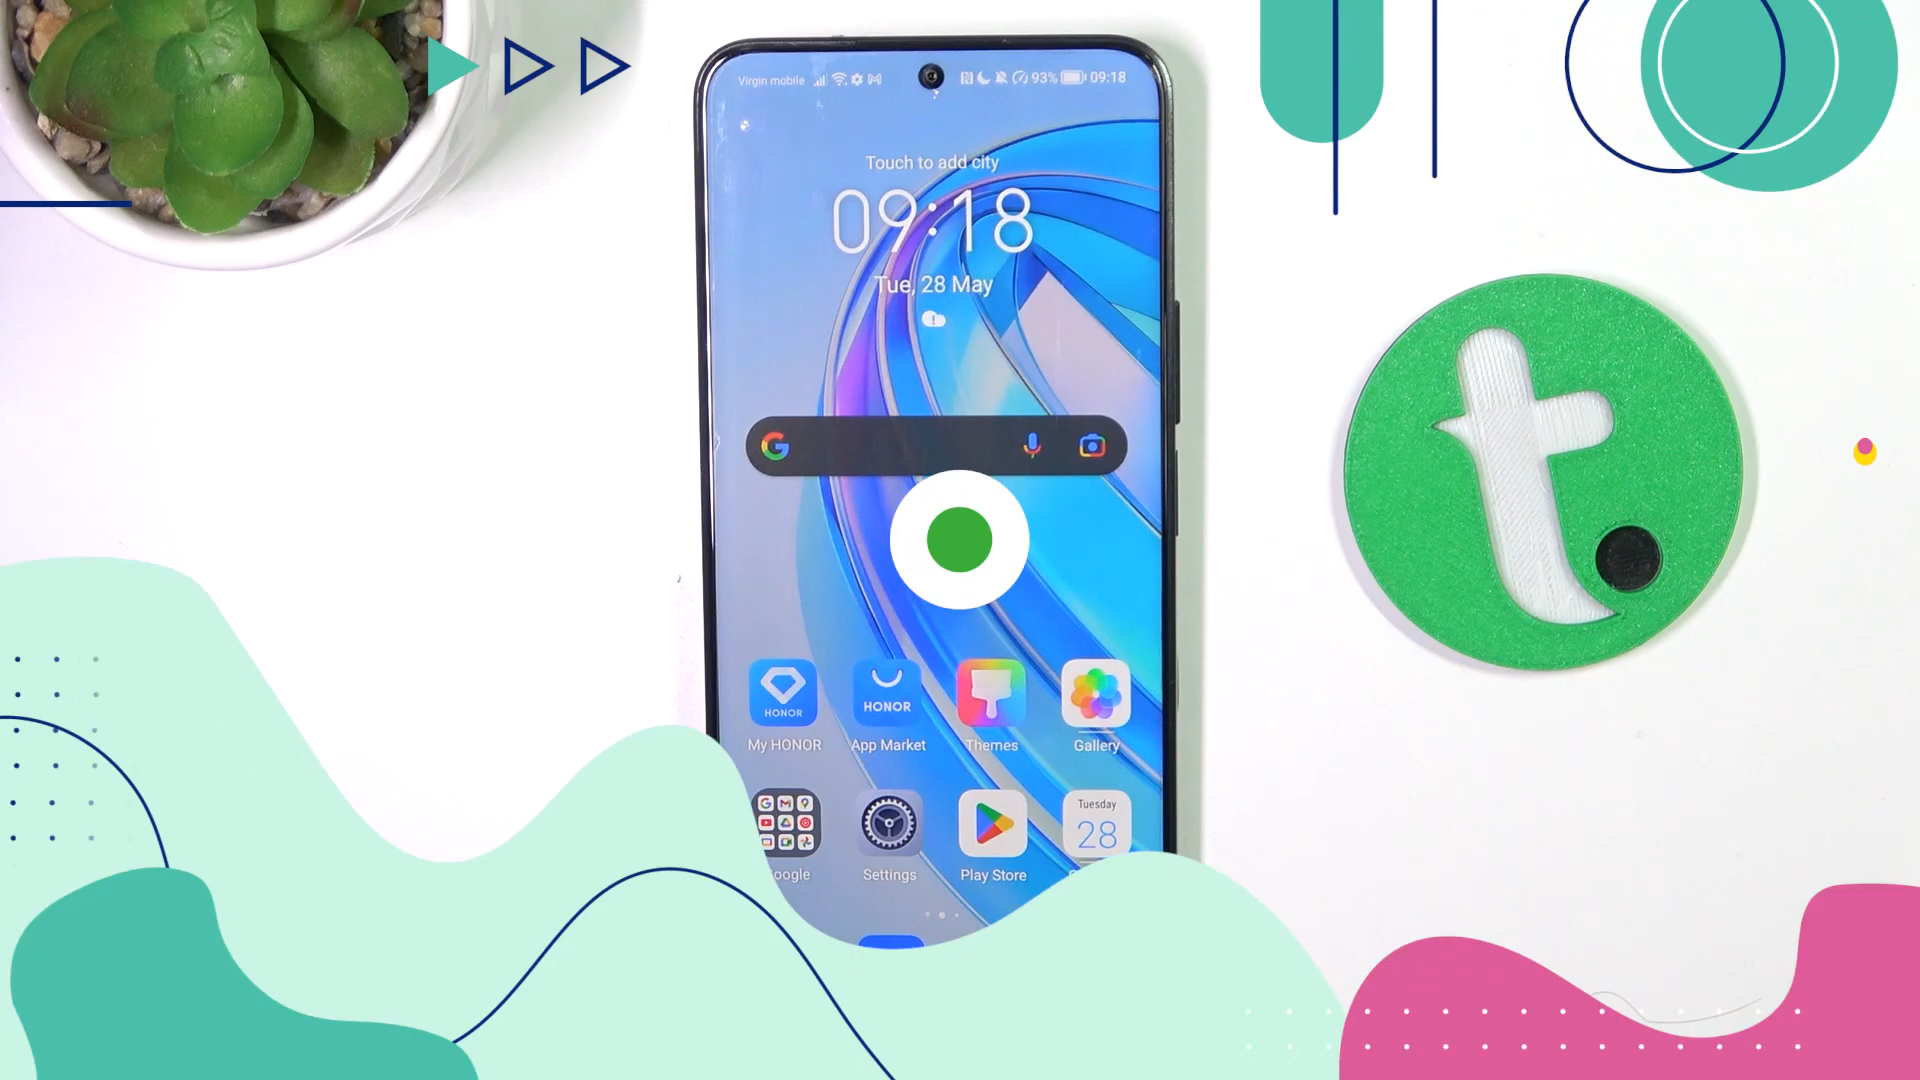 Virgin mobile 93% 09:18
Touch to add city
09:18
Tue, 28 May
HONOR
HONOR
My HONOR App Market Themes Gallery
Tuesday
28
oogle Settings Play Store
t.